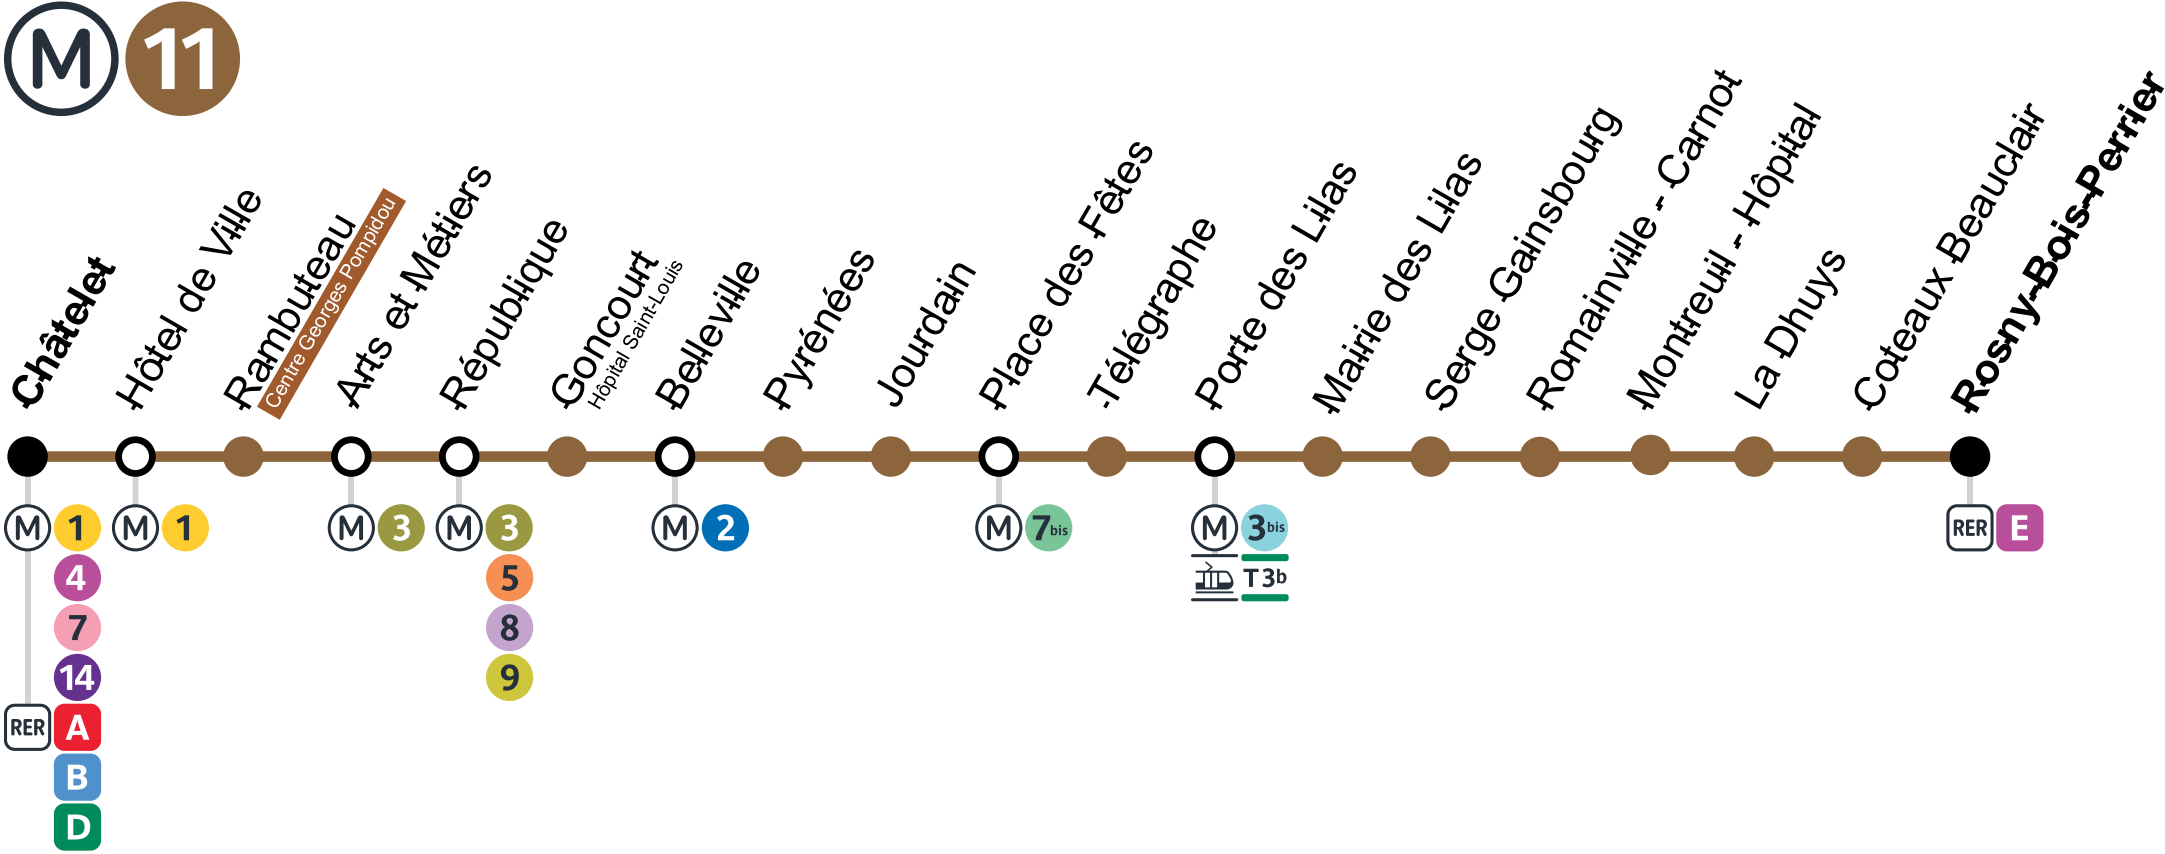 M 11
Châtelet
Hôtel de Ville
Rambuteau
Centre Georges Pompidou
Arts et Métiers
République
Goncourt
Hôpital Saint-Louis
Belleville
Pyrénées
Jourdain
Place des Fêtes
Télégraphe
Porte des Lilas
Mairie des Lilas
Serge Gainsbourg
Romainville - Carnot
Montreuil - Hôpital
La Dhuys
Coteaux Beauclair
Rosny-Bois-Perrier
M 1 M 1 M 3 M 3 M 2 M 7bis M 3bis RER E
4 5 T3b
7 8
14 9
RER A
B
D